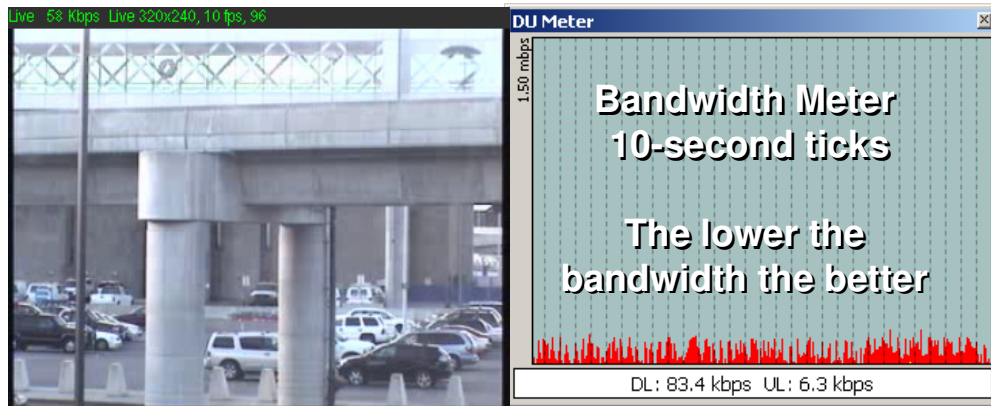 Live 58 Kbps Live 320x240, 10 fps, 96
DU Meter
1.50 mbps
Bandwidth Meter
10-second ticks
The lower the
bandwidth the better
DL: 83.4 kbps UL: 6.3 kbps